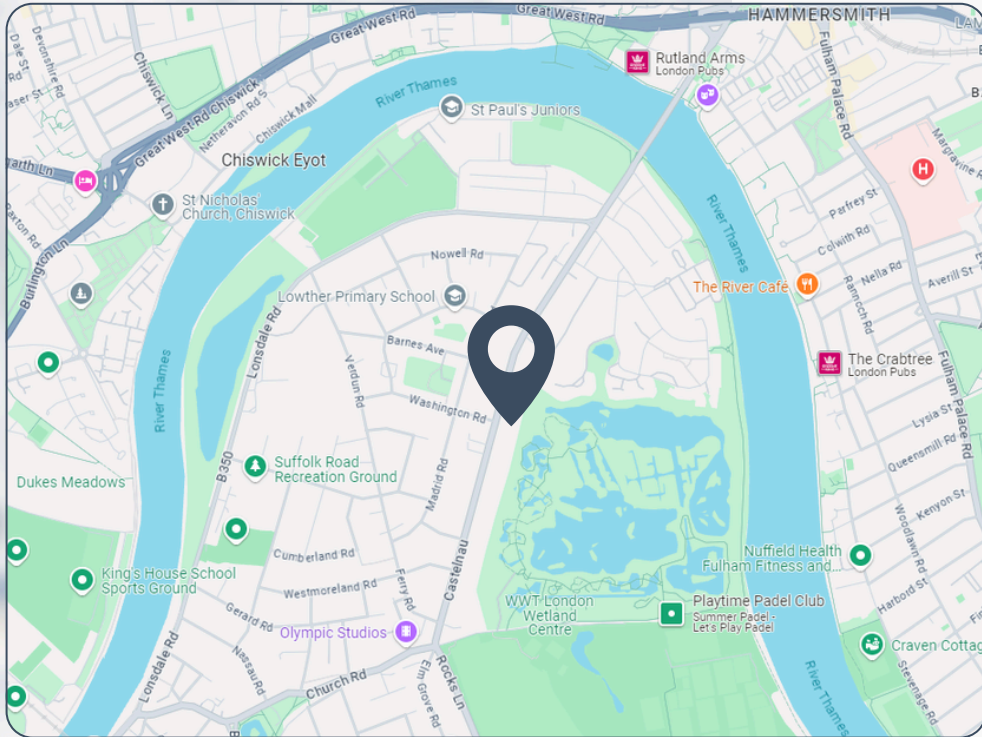 Great West Rd
Great West Rd
HAMMERSMITH
Devonshire Rd
Dale St
Chiswick Ln
Rutland Arms
London Pubs
Fulham Palace Rd
River Thames
St Paul's Juniors
Great West Rd Chiswick
Netheravon Rd S
Chiswick Mall
Chiswick Eyot
Margravine
H
St Nicholas'
Church, Chiswick
Parfrey St
River Thames
Colwith Rd
Burlington Ln
Nowell Rd
Nella Rd
Averill St
Rannoch Rd
The River Café
Lowther Primary School
Lonsdale Rd
Barnes Ave
Verdun Rd
The Crabtree
London Pubs
Fulham Palace Rd
River Thames
Washington Rd
Lysia St
Queensmill Rd
B350
Suffolk Road
Recreation Ground
Madrid Rd
Dukes Meadows
Kenyon St
Woodlawn Rd
Cumberland Rd
Castelnau
Nuffield Health
Fulham Fitness and...
King's House School
Sports Ground
Westmoreland Rd
Ferry Rd
Harbord St
WWT London
Wetland
Centre
Playtime Padel Club
Summer Padel -
Let's Play Padel
Gerard Rd
Olympic Studios
Craven Cottag
Lonsdale Rd
Nassau Rd
Church Rd
Elm Grove Rd
Rocks Ln
River Thames
Stevenage Rd